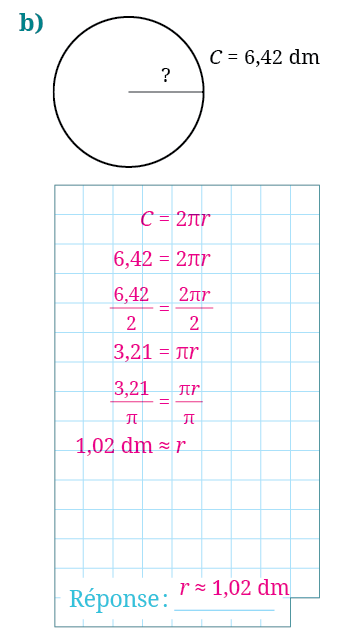 b)
?
C = 6,42 dm
C = 2πr
6,42 = 2πr
6,42/2 = 2πr/2
3,21 = πr
3,21/π = πr/π
1,02 dm ≈ r
Réponse : r ≈ 1,02 dm